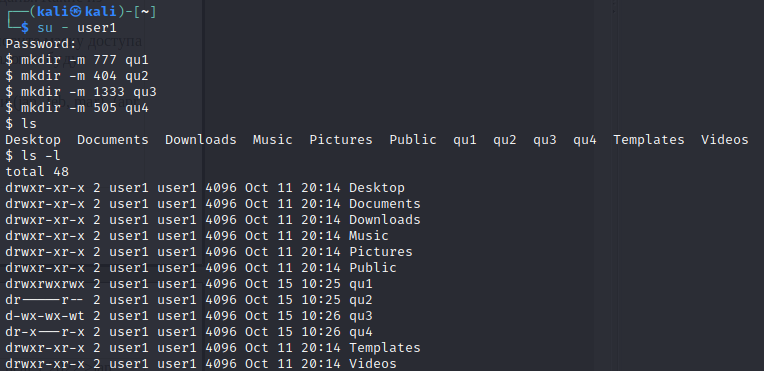 ┌──(kali㉿kali)-[~]
└─$ su - user1
Password:
доступа
$ mkdir -m 777 qu1
$ mkdir -m 404 qu2
$ mkdir -m 1333 qu3
$ mkdir -m 505 qu4
$ ls
Desktop  Documents  Downloads  Music  Pictures  Public  qu1  qu2  qu3  qu4  Templates  Videos
$ ls -l
total 48
drwxr-xr-x 2 user1 user1 4096 Oct 11 20:14 Desktop
drwxr-xr-x 2 user1 user1 4096 Oct 11 20:14 Documents
drwxr-xr-x 2 user1 user1 4096 Oct 11 20:14 Downloads
drwxr-xr-x 2 user1 user1 4096 Oct 11 20:14 Music
drwxr-xr-x 2 user1 user1 4096 Oct 11 20:14 Pictures
drwxr-xr-x 2 user1 user1 4096 Oct 11 20:14 Public
drwxrwxrwx 2 user1 user1 4096 Oct 15 10:25 qu1
dr-----r-- 2 user1 user1 4096 Oct 15 10:25 qu2
d-wx-wx-wt 2 user1 user1 4096 Oct 15 10:26 qu3
dr-x---r-x 2 user1 user1 4096 Oct 15 10:26 qu4
drwxr-xr-x 2 user1 user1 4096 Oct 11 20:14 Templates
drwxr-xr-x 2 user1 user1 4096 Oct 11 20:14 Videos